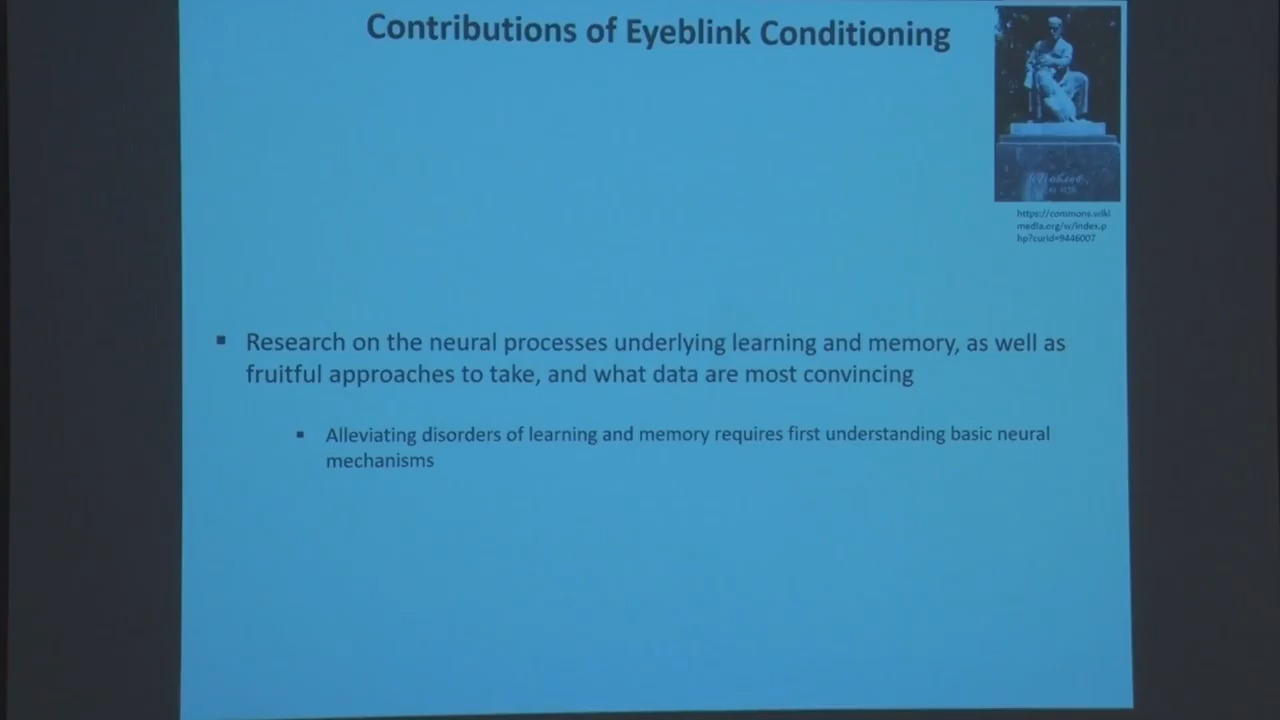 Contributions of Eyeblink Conditioning
https://commons.wiki
media.org/w/index.p
hp?curid=9446007
▪ Research on the neural processes underlying learning and memory, as well as
fruitful approaches to take, and what data are most convincing
▪ Alleviating disorders of learning and memory requires first understanding basic neural
mechanisms